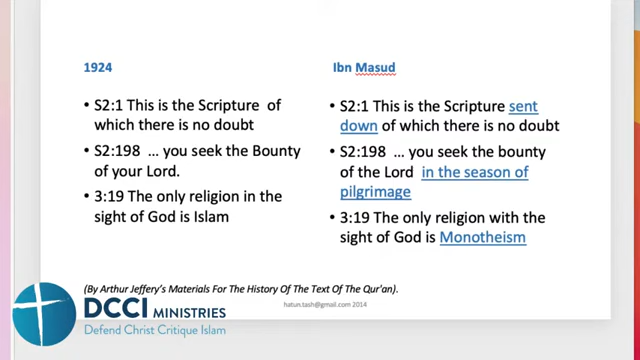 1924
• S2:1 This is the Scripture of
which there is no doubt
• S2:198 ... you seek the Bounty
of your Lord.
• 3:19 The only religion in the
sight of God is Islam
Ibn Masud
• S2:1 This is the Scripture sent
down of which there is no doubt
• S2:198 ... you seek the bounty
of the Lord in the season of
pilgrimage
• 3:19 The only religion with the
sight of God is Monotheism
(By Arthur Jeffery's Materials For The History Of The Text Of The Qur'an).
hatun.tash@gmail.com 2014
DCCI MINISTRIES
Defend Christ Critique Islam